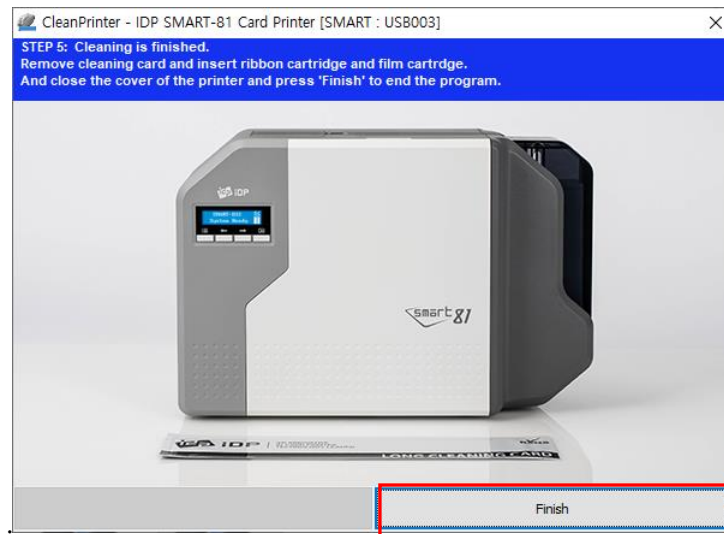 CleanPrinter - IDP SMART-81 Card Printer [SMART : USB003]
STEP 5: Cleaning is finished.
Remove cleaning card and insert ribbon cartridge and film cartrdge.
And close the cover of the printer and press 'Finish' to end the program.
IDP
System Ready
smart 81
IDP
LONG CLEANING CARD
Finish